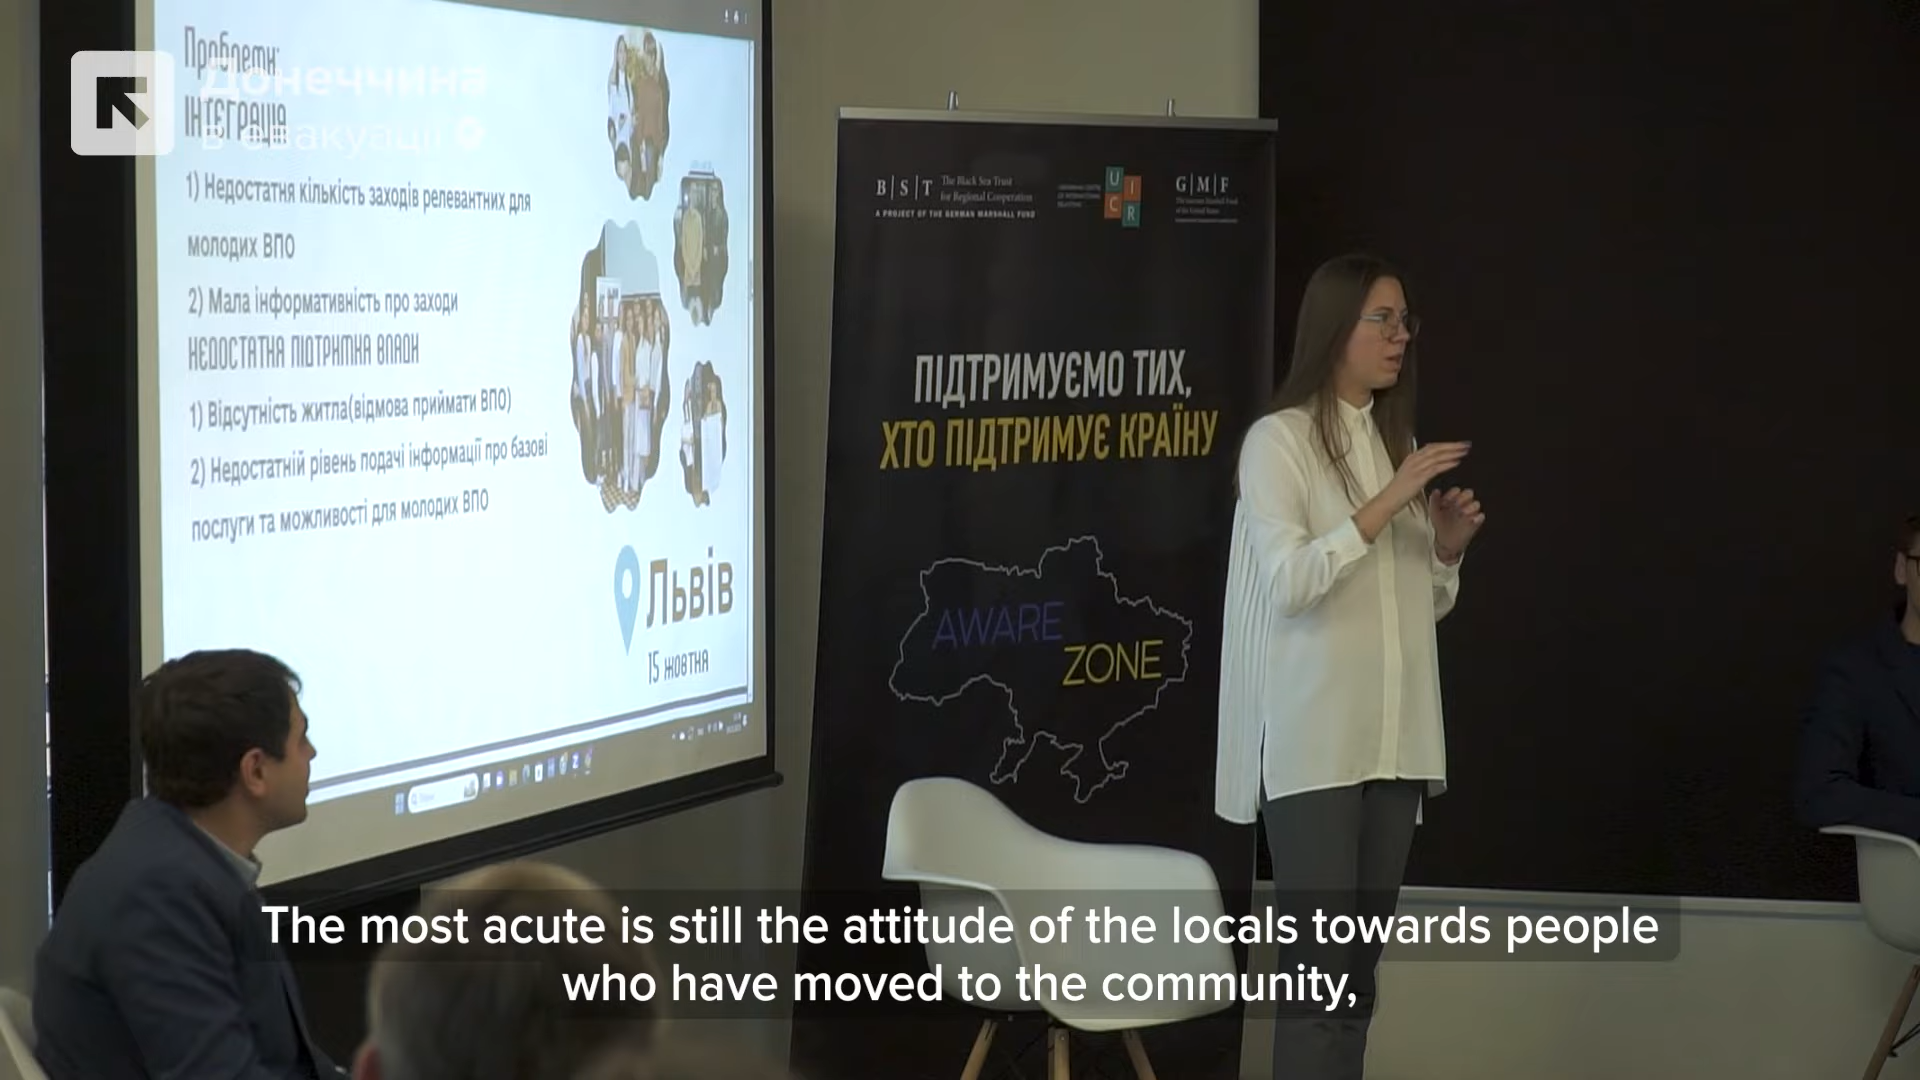 Проблеми:
ІНТЕГРАЦІЯ
1) Недостатня кількість заходів релевантних для
молодих ВПО
2) Мала інформативність про заходи
НЕДОСТАТНЯ ПІДТРИМКА ВЛАДИ
1) Відсутність житла(відмова приймати ВПО)
2) Недостатній рівень подачі інформації про базові
послуги та можливості для молодих ВПО
Львів
15 жовтня
Донеччина
в евакуації
B|S|T The Black Sea Trust
for Regional Cooperation
A PROJECT OF THE GERMAN MARSHALL FUND
UICR
G|M|F
ПІДТРИМУЄМО ТИХ,
ХТО ПІДТРИМУЄ КРАЇНУ
AWARE
ZONE
The most acute is still the attitude of the locals towards people
who have moved to the community,